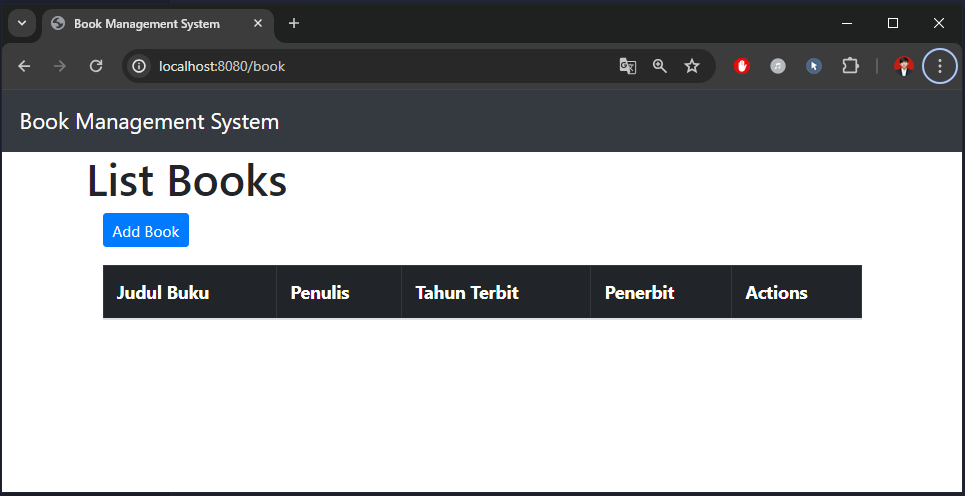 Book Management System
localhost:8080/book
Book Management System
List Books
Add Book
Judul Buku Penulis Tahun Terbit Penerbit Actions